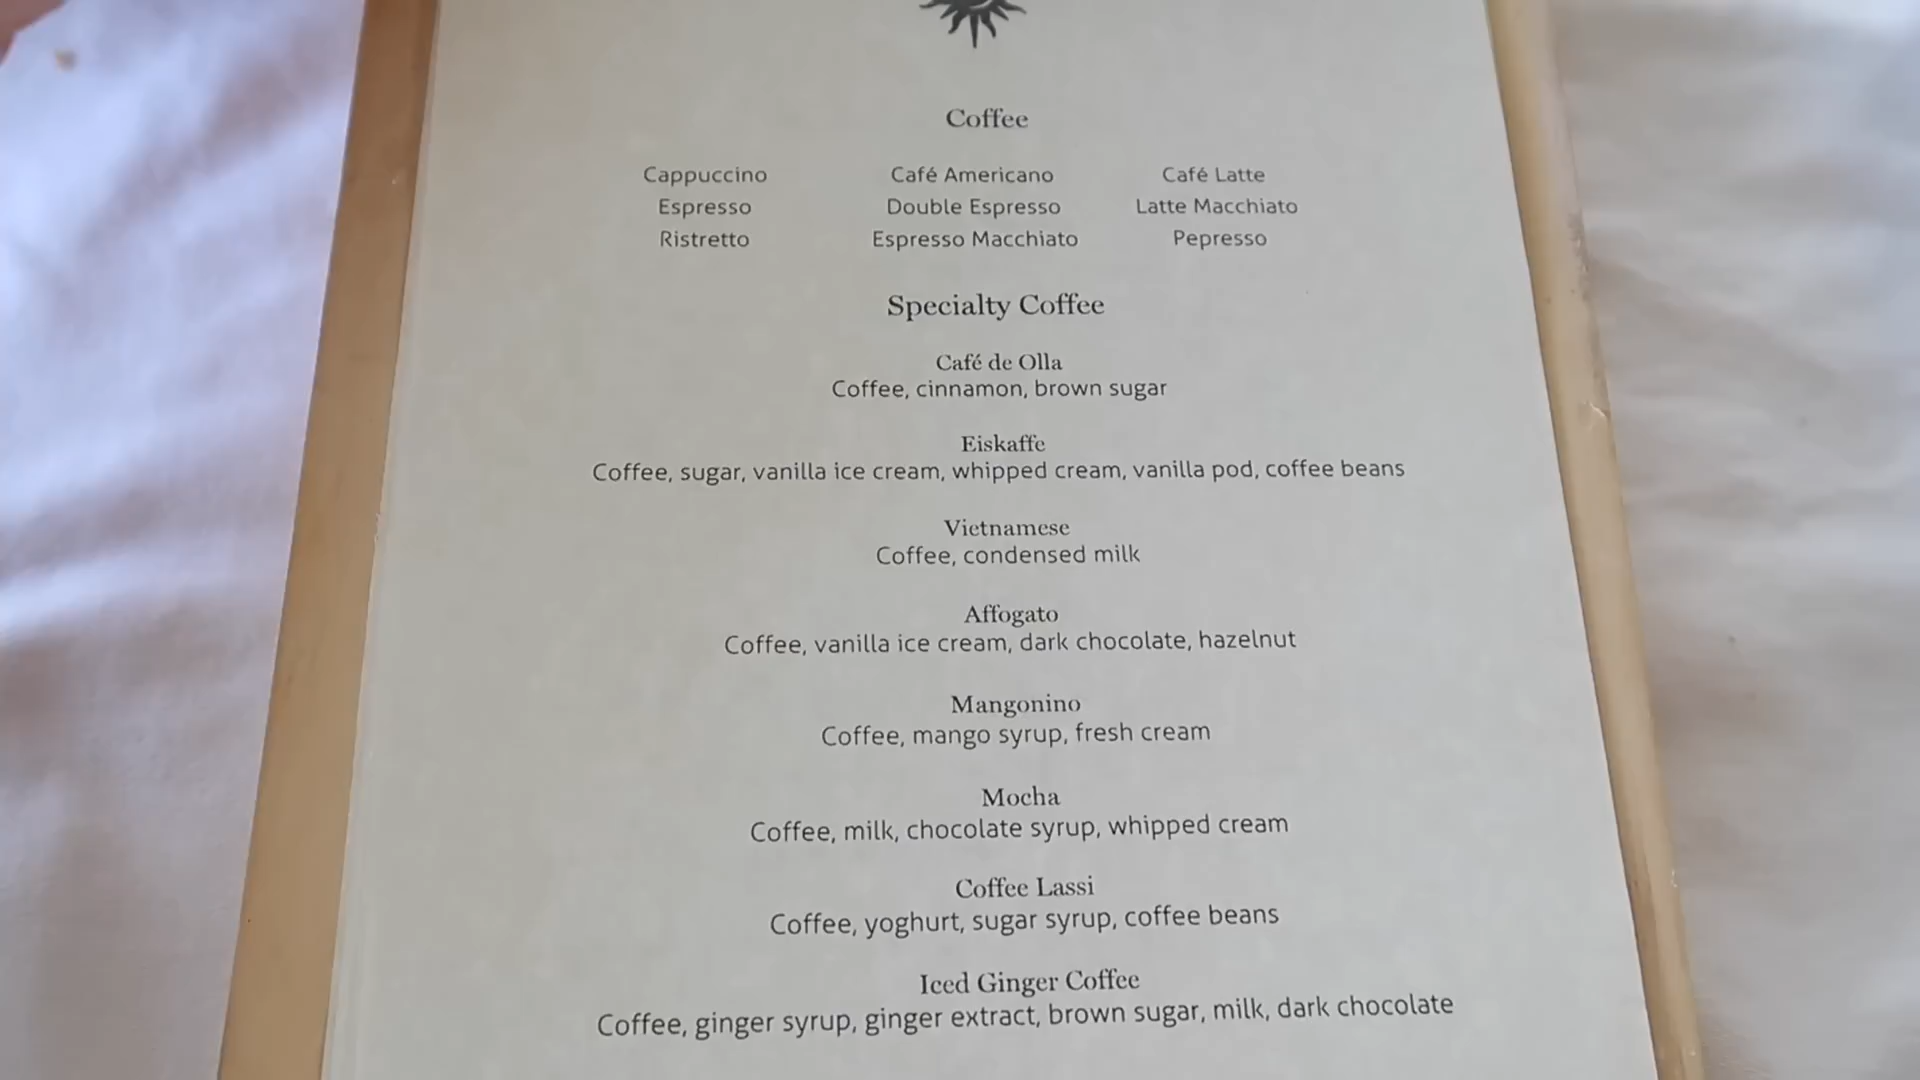 Coffee
Cappuccino Café Americano Café Latte
Espresso Double Espresso Latte Macchiato
Ristretto Espresso Macchiato Pepresso
Specialty Coffee
Café de Olla
Coffee, cinnamon, brown sugar
Eiskaffe
Coffee, sugar, vanilla ice cream, whipped cream, vanilla pod, coffee beans
Vietnamese
Coffee, condensed milk
Affogato
Coffee, vanilla ice cream, dark chocolate, hazelnut
Mangonino
Coffee, mango syrup, fresh cream
Mocha
Coffee, milk, chocolate syrup, whipped cream
Coffee Lassi
Coffee, yoghurt, sugar syrup, coffee beans
Iced Ginger Coffee
Coffee, ginger syrup, ginger extract, brown sugar, milk, dark chocolate